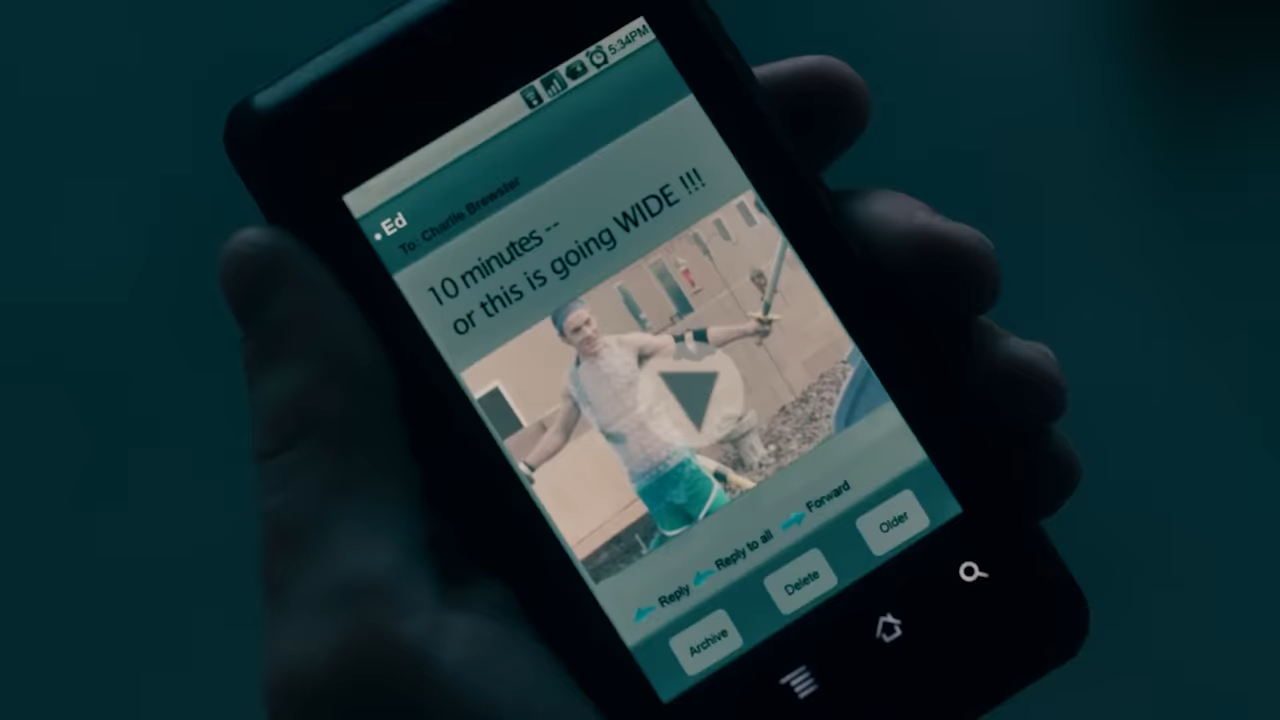 5:34PM
• Ed
To: Charlie Brewster
10 minutes --
or this is going WIDE !!!
Reply Reply to all Forward
Archive Delete Older